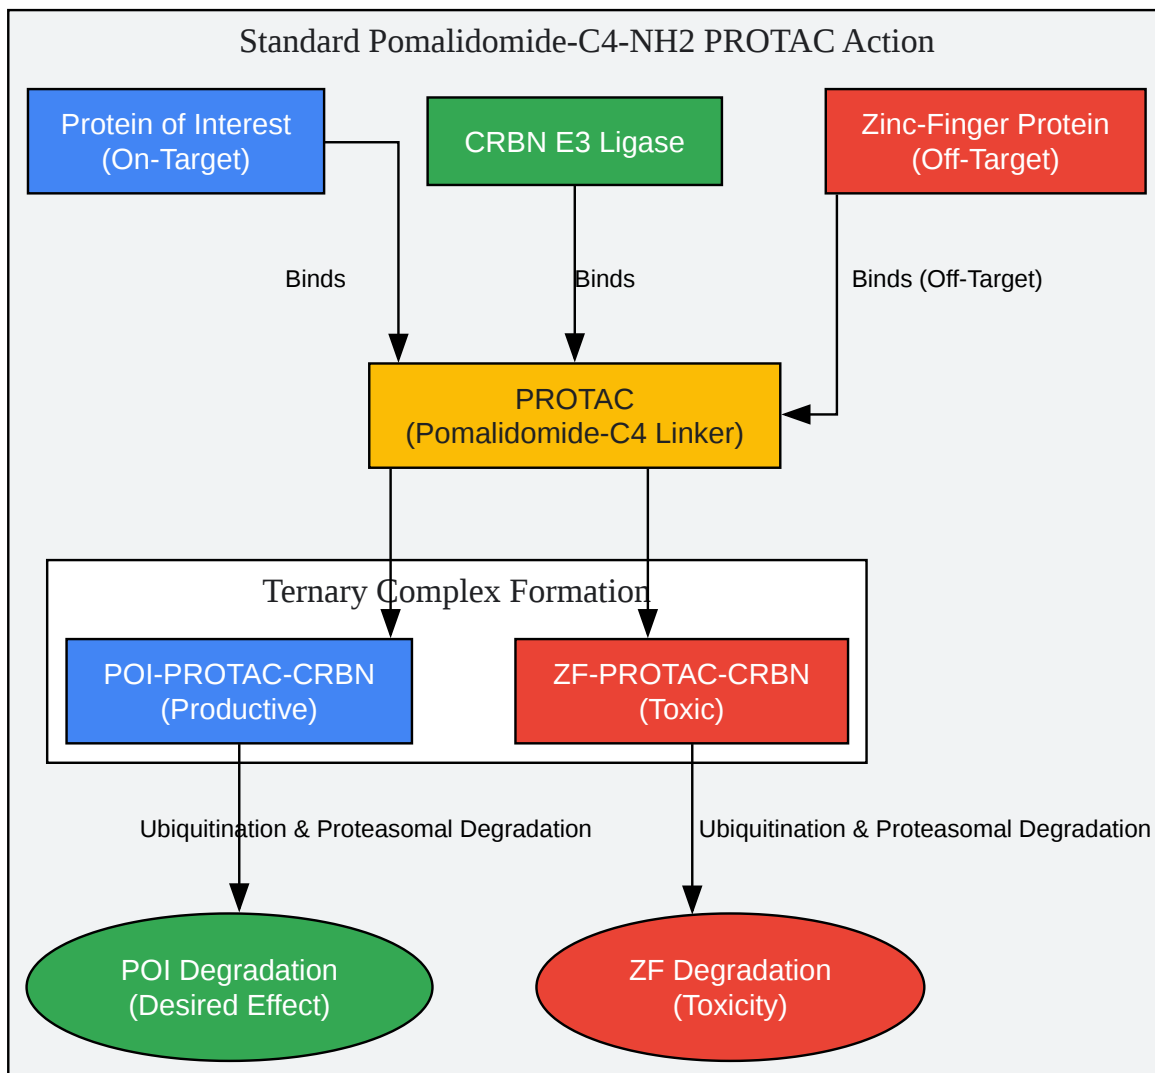 Standard Pomalidomide-C4-NH2 PROTAC Action
Protein of Interest
(On-Target)
CRBN E3 Ligase
Zinc-Finger Protein
(Off-Target)
Binds
Binds
Binds (Off-Target)
PROTAC
(Pomalidomide-C4 Linker)
Ternary Complex Formation
POI-PROTAC-CRBN
(Productive)
ZF-PROTAC-CRBN
(Toxic)
Ubiquitination & Proteasomal Degradation
Ubiquitination & Proteasomal Degradation
POI Degradation
(Desired Effect)
ZF Degradation
(Toxicity)